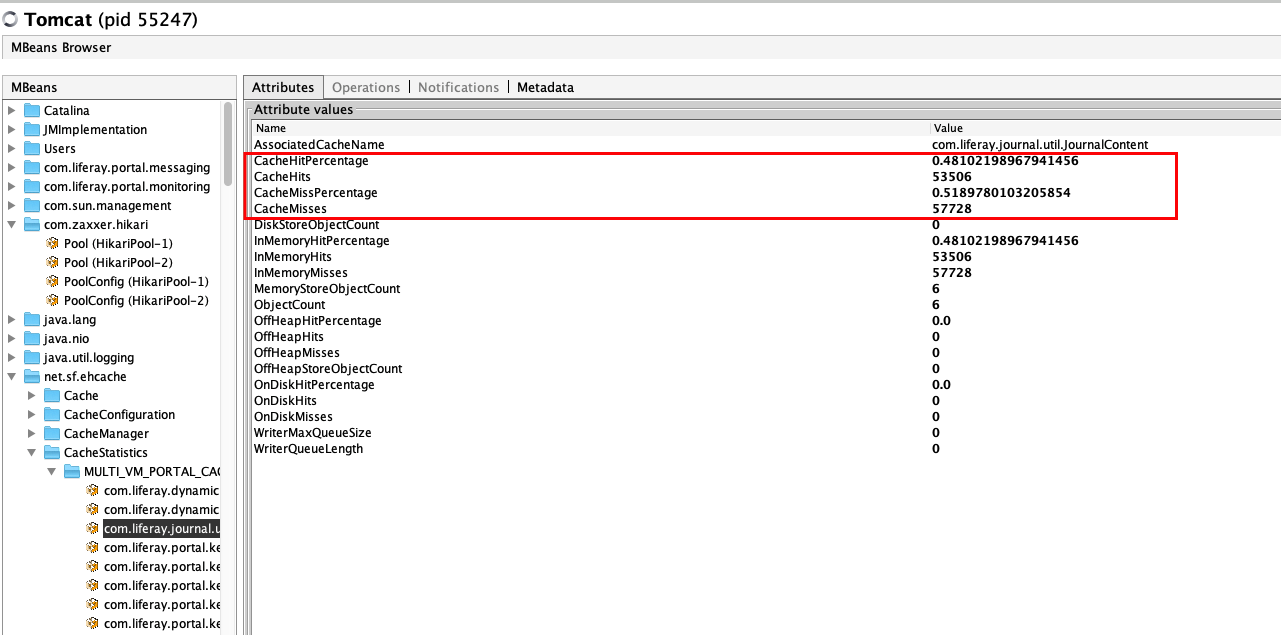 Tomcat (pid 55247)
MBeans Browser
MBeans
Catalina
JMImplementation
Users
com.liferay.portal.messaging
com.liferay.portal.monitoring
com.sun.management
com.zaxxer.hikari
Pool (HikariPool-1)
Pool (HikariPool-2)
PoolConfig (HikariPool-1)
PoolConfig (HikariPool-2)
java.lang
java.nio
java.util.logging
net.sf.ehcache
Cache
CacheConfiguration
CacheManager
CacheStatistics
MULTI_VM_PORTAL_CAC
com.liferay.dynamic
com.liferay.dynamic
com.liferay.journal.u
com.liferay.portal.ke
com.liferay.portal.ke
com.liferay.portal.ke
com.liferay.portal.ke
com.liferay.portal.ke
Attributes Operations Notifications Metadata
Attribute values
Name Value
AssociatedCacheName com.liferay.journal.util.JournalContent
CacheHitPercentage 0.48102198967941456
CacheHits 53506
CacheMissPercentage 0.5189780103205854
CacheMisses 57728
DiskStoreObjectCount 0
InMemoryHitPercentage 0.48102198967941456
InMemoryHits 53506
InMemoryMisses 57728
MemoryStoreObjectCount 6
ObjectCount 6
OffHeapHitPercentage 0.0
OffHeapHits 0
OffHeapMisses 0
OffHeapStoreObjectCount 0
OnDiskHitPercentage 0.0
OnDiskHits 0
OnDiskMisses 0
WriterMaxQueueSize 0
WriterQueueLength 0